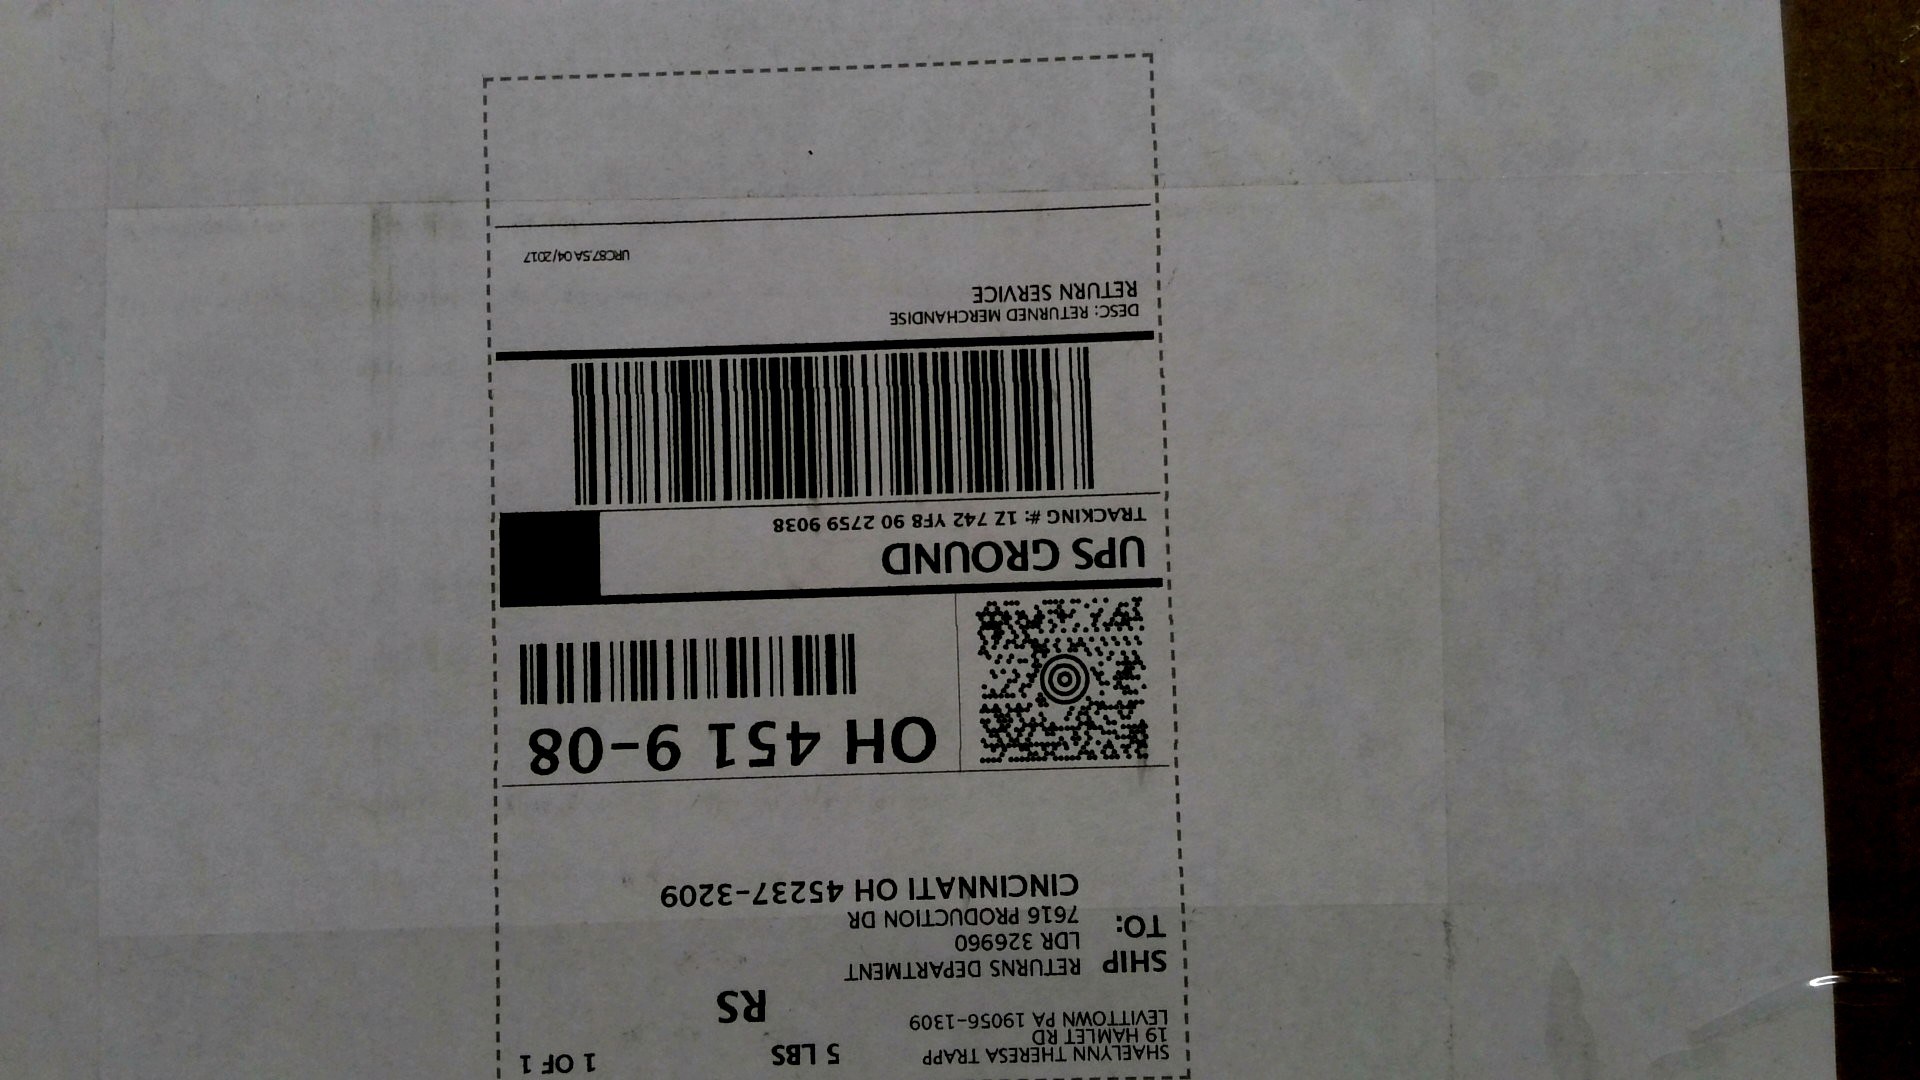 SHAELYNN THERESA TRAPP
19 HAMLET RD
LEVITTOWN PA 19056-1309
5 LBS
1 OF 1
RS
SHIP TO:
RETURNS DEPARTMENT
LDR 326960
7616 PRODUCTION DR
CINCINNATI OH 45237-3209
OH 451 9-08
UPS GROUND
TRACKING #: 1Z 742 YF8 90 2759 9038
DESC: RETURNED MERCHANDISE
RETURN SERVICE
URC87.5A 04/2017